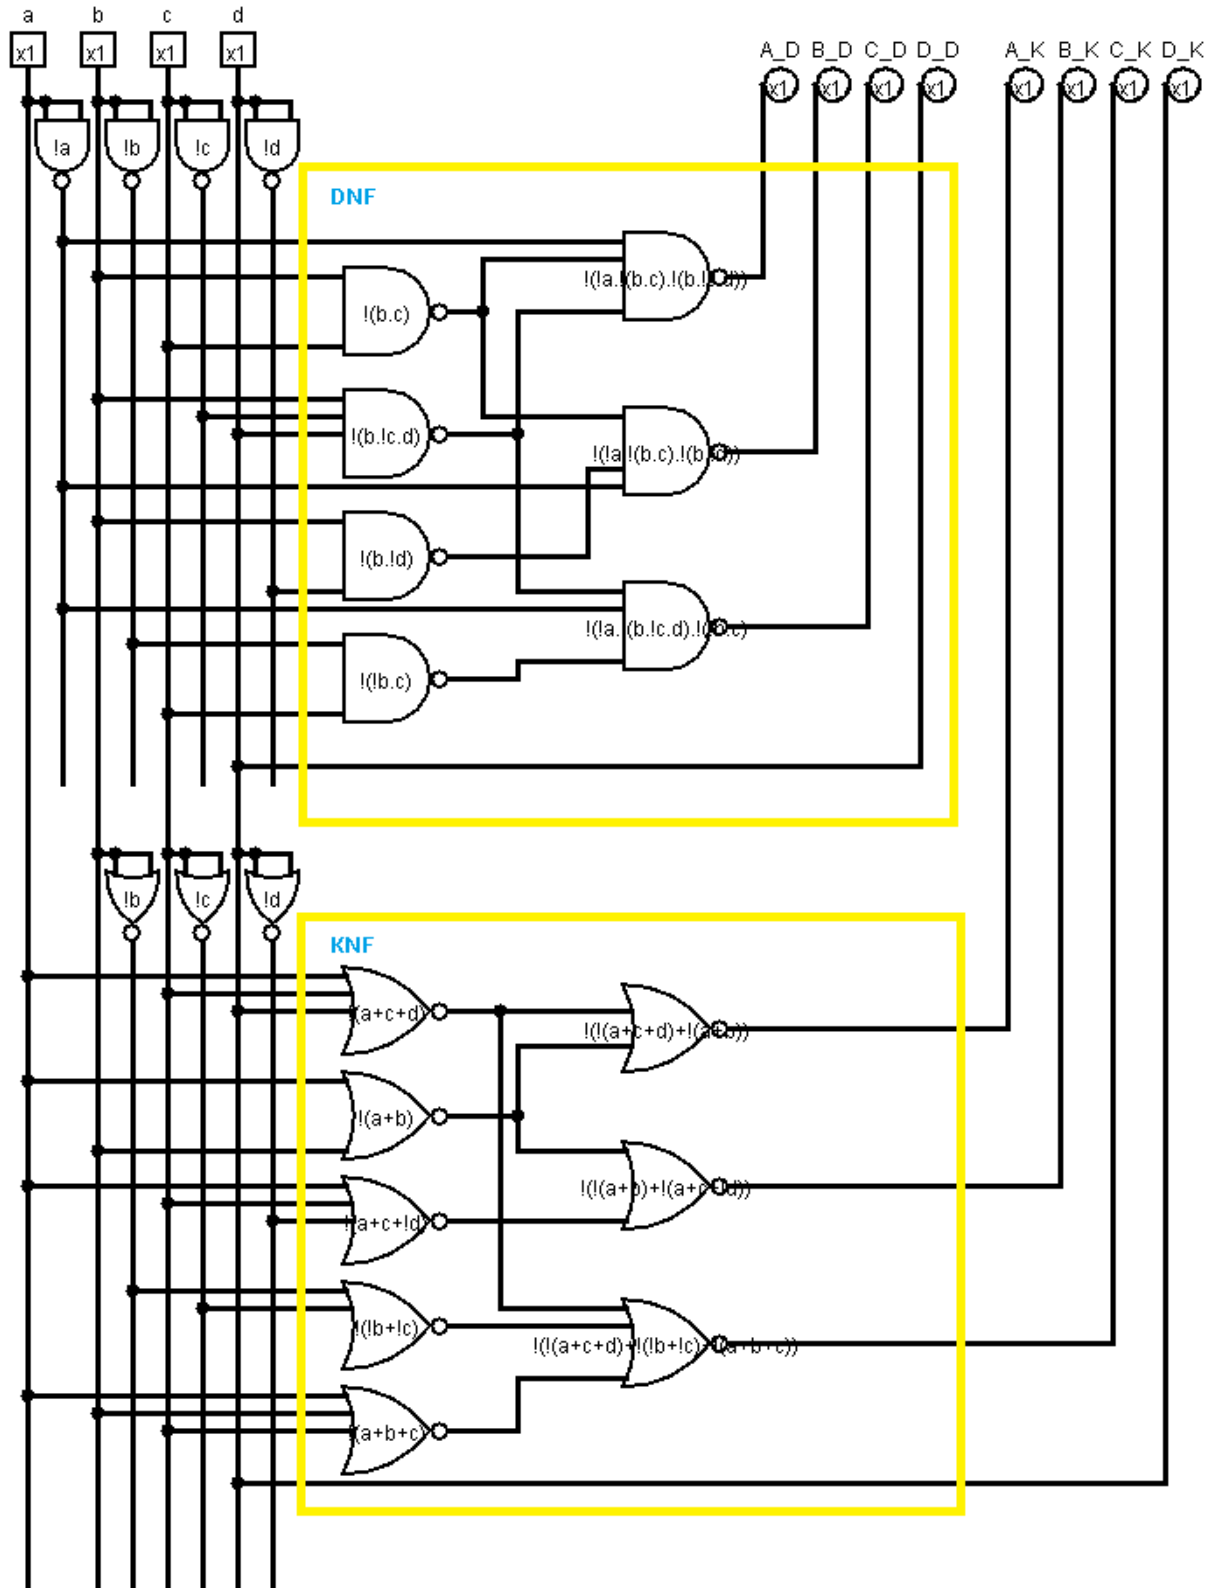 a b c d
x1 x1 x1 x1
A_D B_D C_D D_D A_K B_K C_K D_K
x1 x1 x1 x1 x1 x1 x1 x1
!a !b !c !d
DNF
!(b.c)
!(b.!c.d)
!(b.!d)
!(!b.c)
!b !c !d
KNF
(a+c+d)
!(!(a+c+d)+!(a+b))
!(a+b)
a+c+!d
!(!b+!c)
(a+b+c)